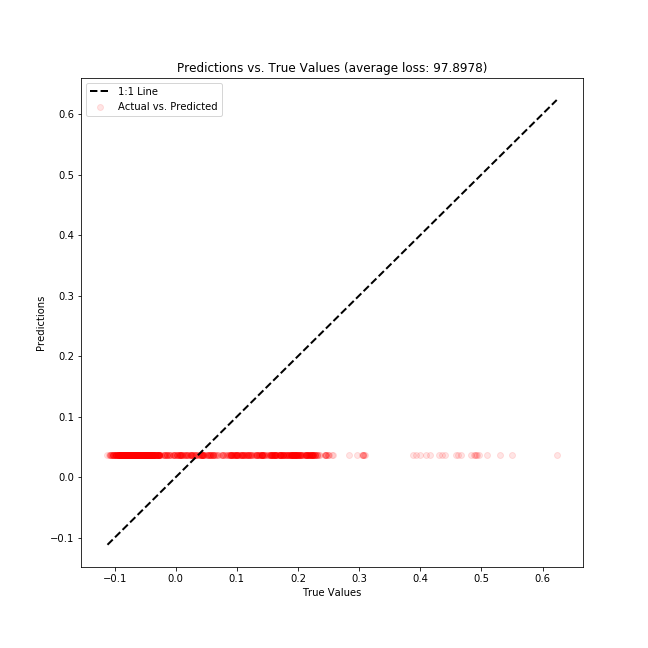 Predictions vs. True Values (average loss: 97.8978)
1:1 Line
Actual vs. Predicted
0.6
0.5
0.4
0.3
0.2
0.1
0.0
−0.1
Predictions
−0.1 0.0 0.1 0.2 0.3 0.4 0.5 0.6
True Values